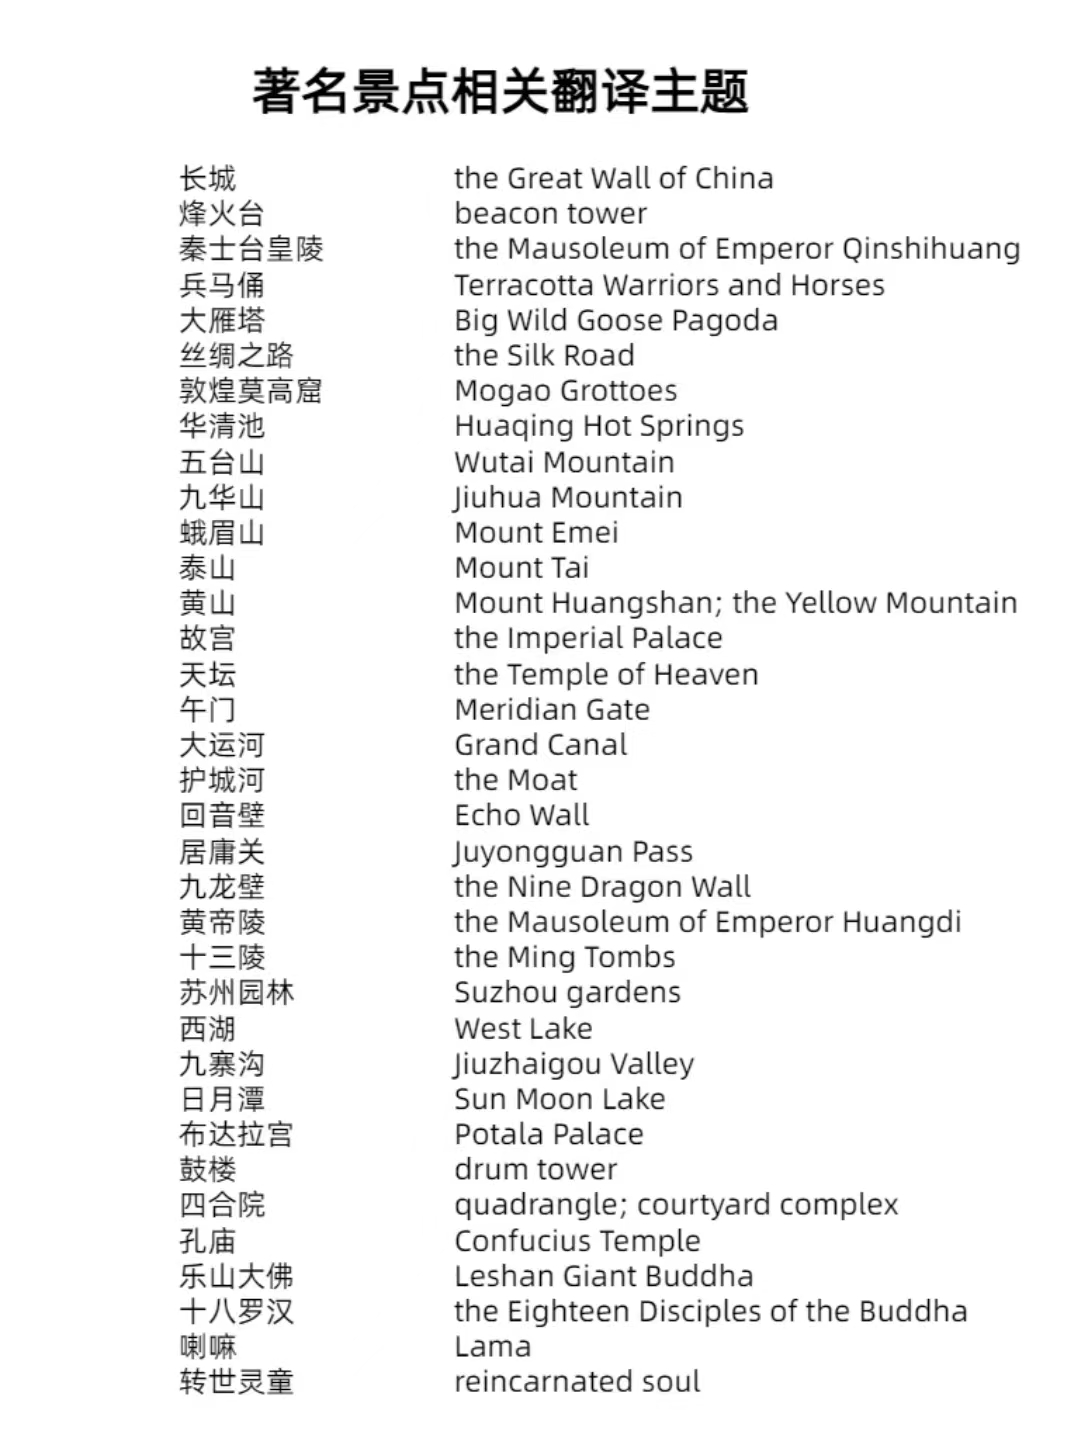 著名景点相关翻译主题
长城 the Great Wall of China
烽火台 beacon tower
秦士台皇陵 the Mausoleum of Emperor Qinshihuang
兵马俑 Terracotta Warriors and Horses
大雁塔 Big Wild Goose Pagoda
丝绸之路 the Silk Road
敦煌莫高窟 Mogao Grottoes
华清池 Huaqing Hot Springs
五台山 Wutai Mountain
九华山 Jiuhua Mountain
蛾眉山 Mount Emei
泰山 Mount Tai
黄山 Mount Huangshan; the Yellow Mountain
故宫 the Imperial Palace
天坛 the Temple of Heaven
午门 Meridian Gate
大运河 Grand Canal
护城河 the Moat
回音壁 Echo Wall
居庸关 Juyongguan Pass
九龙壁 the Nine Dragon Wall
黄帝陵 the Mausoleum of Emperor Huangdi
十三陵 the Ming Tombs
苏州园林 Suzhou gardens
西湖 West Lake
九寨沟 Jiuzhaigou Valley
日月潭 Sun Moon Lake
布达拉宫 Potala Palace
鼓楼 drum tower
四合院 quadrangle; courtyard complex
孔庙 Confucius Temple
乐山大佛 Leshan Giant Buddha
十八罗汉 the Eighteen Disciples of the Buddha
喇嘛 Lama
转世灵童 reincarnated soul